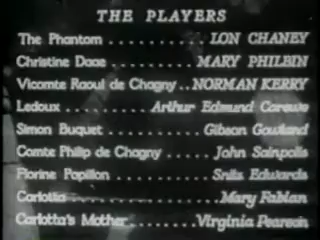 THE PLAYERS
The Phantom .......... LON CHANEY
Christine Daae ......... MARY PHILBIN
Vicomte Raoul de Chagny .. NORMAN KERRY
Ledoux ......... Arthur Edmund Carewe
Simon Buquet .......... Gibson Gowland
Comte Philip de Chagny ..... John Sainpolis
Florine Papillon .......... Snitz Edwards
Carlotta ............... Mary Fabian
Carlotta's Mother ........ Virginia Pearson